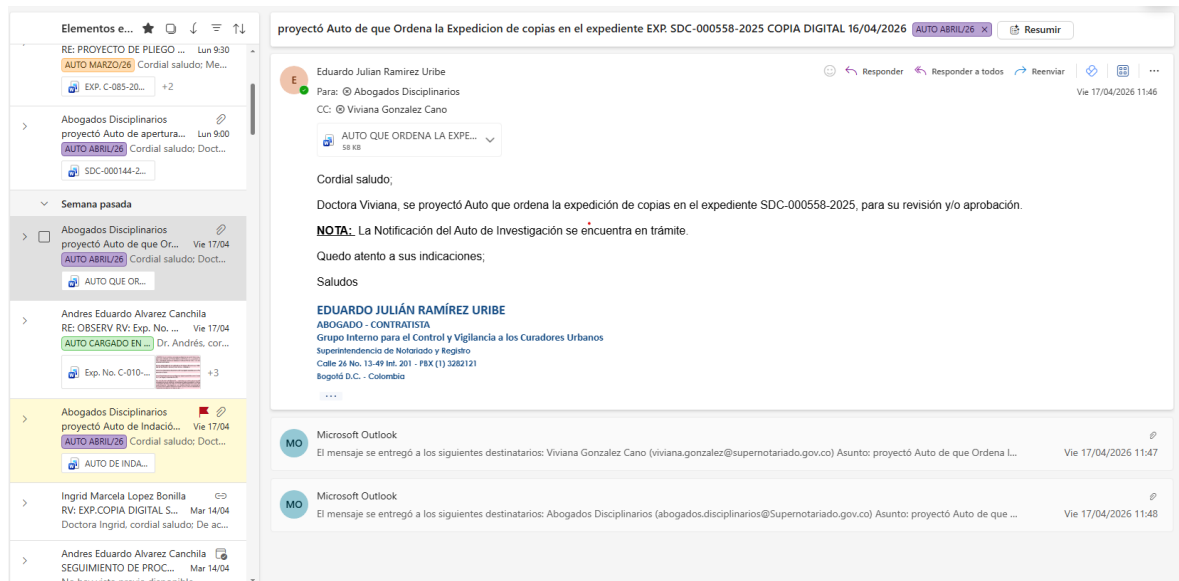 Elementos e...
RE: PROYECTO DE PLIEGO ... Lun 9:30
AUTO MARZO/26 Cordial saludo; Me...
EXP. C-085-20... +2
Abogados Disciplinarios
proyectó Auto de apertura... Lun 9:00
AUTO ABRIL/26 Cordial saludo; Doct...
SDC-000144-2...
Semana pasada
Abogados Disciplinarios
proyectó Auto de que Or... Vie 17/04
AUTO ABRIL/26 Cordial saludo; Doct...
AUTO QUE OR...
Andres Eduardo Alvarez Canchila
RE: OBSERV RV: Exp. No. ... Vie 17/04
AUTO CARGADO EN ... Dr. Andrés, cor...
Exp. No. C-010-... +3
Abogados Disciplinarios
proyectó Auto de Indació... Vie 17/04
AUTO ABRIL/26 Cordial saludo; Doct...
AUTO DE INDA...
Ingrid Marcela Lopez Bonilla
RV: EXP.COPIA DIGITAL S... Mar 14/04
Doctora Ingrid, cordial saludo; De ac...
Andres Eduardo Alvarez Canchila
SEGUIMIENTO DE PROC... Mar 14/04
proyectó Auto de que Ordena la Expedicion de copias en el expediente EXP. SDC-000558-2025 COPIA DIGITAL 16/04/2026 AUTO ABRIL/26 × Resumir
E
Eduardo Julian Ramirez Uribe
Responder Responder a todos Reenviar
Para: Abogados Disciplinarios
Vie 17/04/2026 11:46
CC: Viviana Gonzalez Cano
AUTO QUE ORDENA LA EXPE...
58 KB
Cordial saludo;
Doctora Viviana, se proyectó Auto que ordena la expedición de copias en el expediente SDC-000558-2025, para su revisión y/o aprobación.
NOTA: La Notificación del Auto de Investigación se encuentra en trámite.
Quedo atento a sus indicaciones;
Saludos
EDUARDO JULIÁN RAMÍREZ URIBE
ABOGADO - CONTRATISTA
Grupo Interno para el Control y Vigilancia a los Curadores Urbanos
Superintendencia de Notariado y Registro
Calle 26 No. 13-49 Int. 201 - PBX (1) 3282121
Bogotá D.C. - Colombia
...
MO
Microsoft Outlook
El mensaje se entregó a los siguientes destinatarios: Viviana Gonzalez Cano (viviana.gonzalez@supernotariado.gov.co) Asunto: proyectó Auto de que Ordena l... Vie 17/04/2026 11:47
MO
Microsoft Outlook
El mensaje se entregó a los siguientes destinatarios: Abogados Disciplinarios (abogados.disciplinarios@Supernotariado.gov.co) Asunto: proyectó Auto de que ... Vie 17/04/2026 11:48